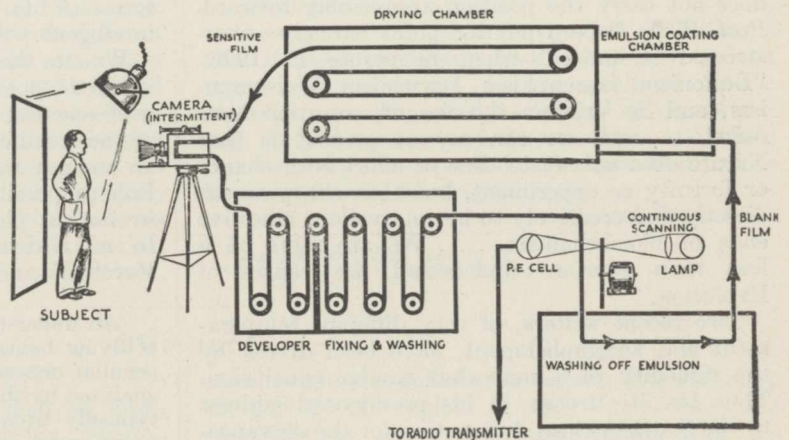 DRYING CHAMBER
SENSITIVE
FILM
EMULSION COATING
CHAMBER
CAMERA
(INTERMITTENT)
CONTINUOUS
SCANNING
BLANK
FILM
P.E CELL
LAMP
SUBJECT
DEVELOPER FIXING & WASHING
WASHING OFF EMULSION
TO RADIO TRANSMITTER